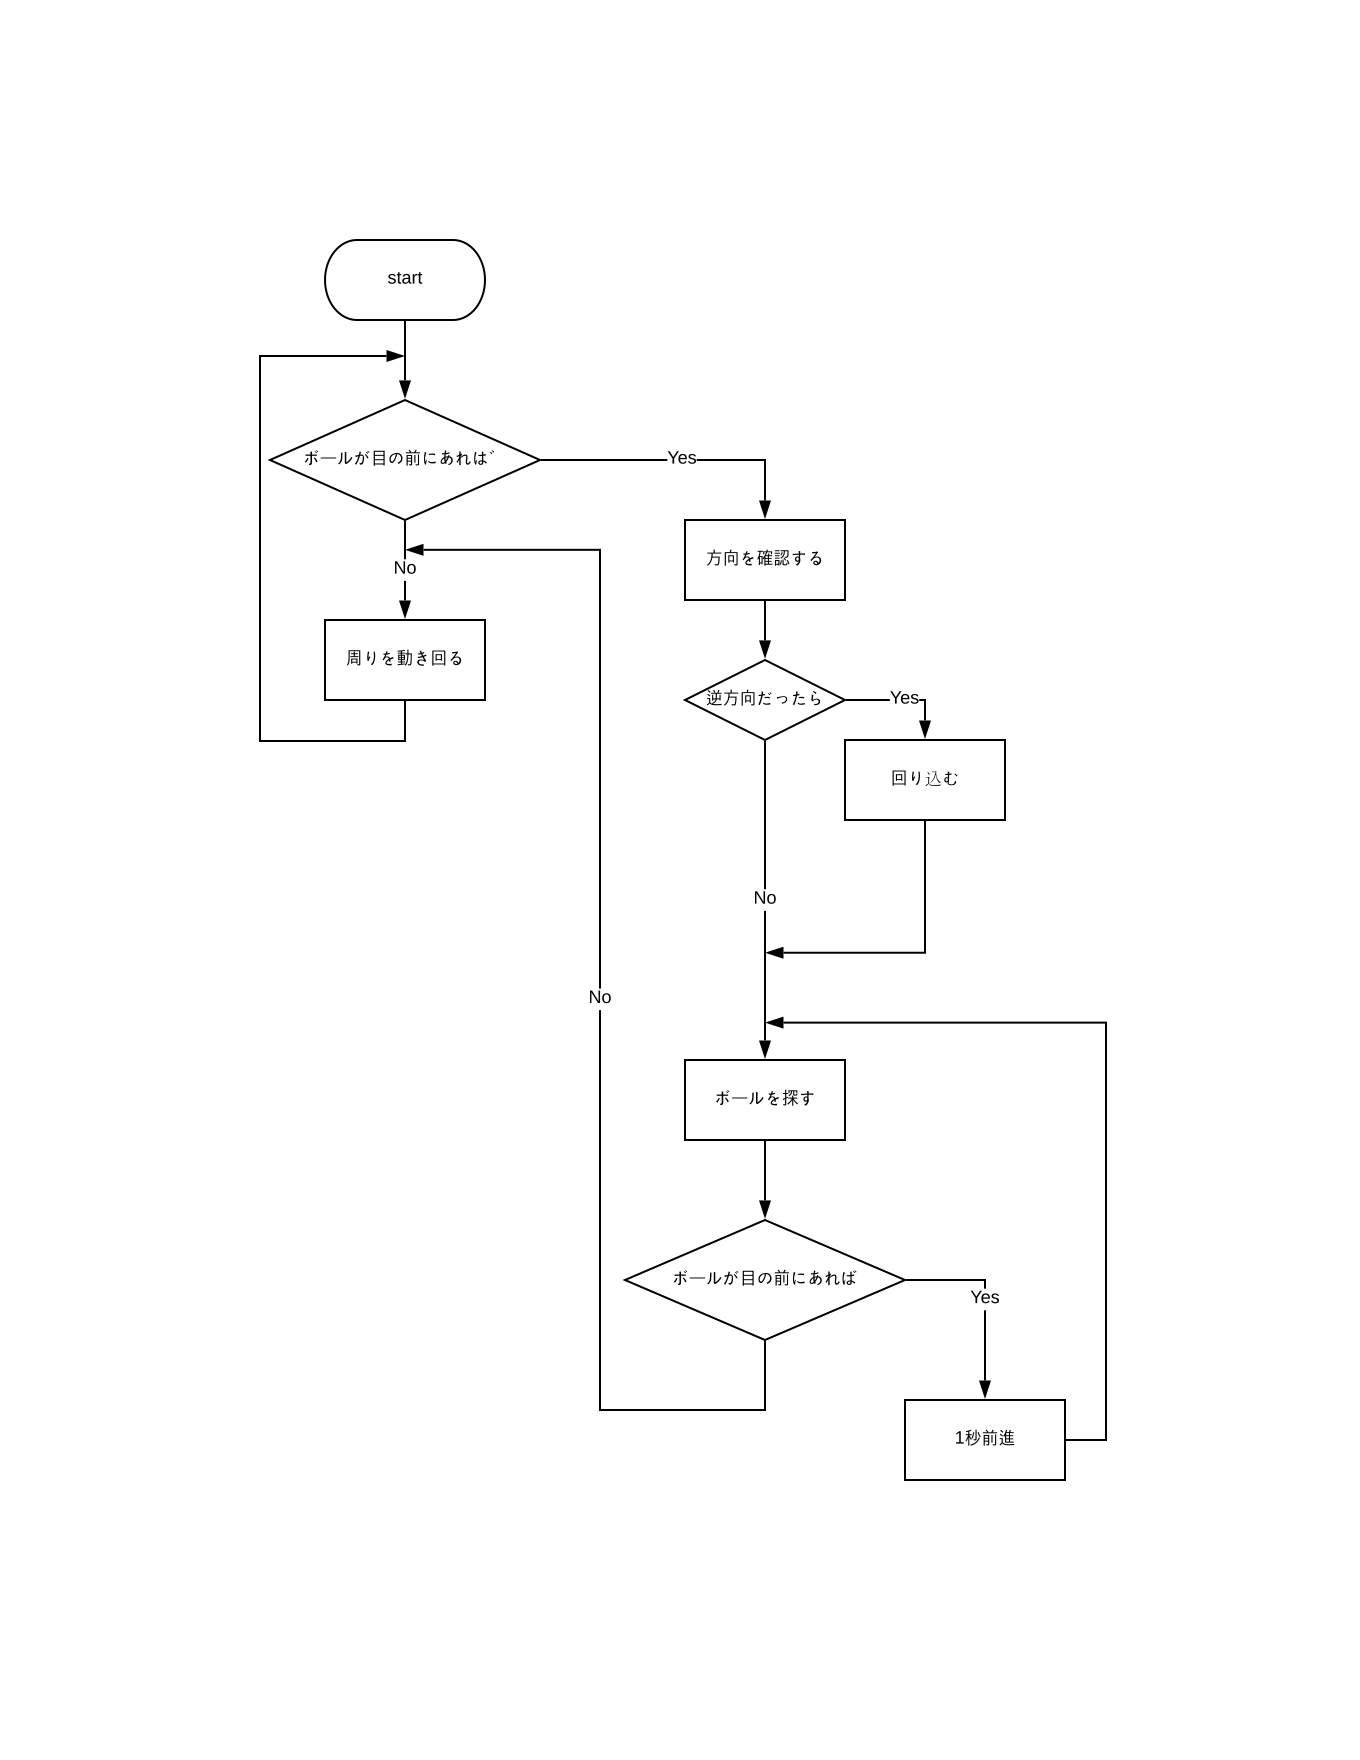 start
ボールが目の前にあれば
Yes
方向を確認する
No
周りを動き回る
逆方向だったら
Yes
回り込む
No
No
ボールを探す
ボールが目の前にあれば
Yes
1秒前進